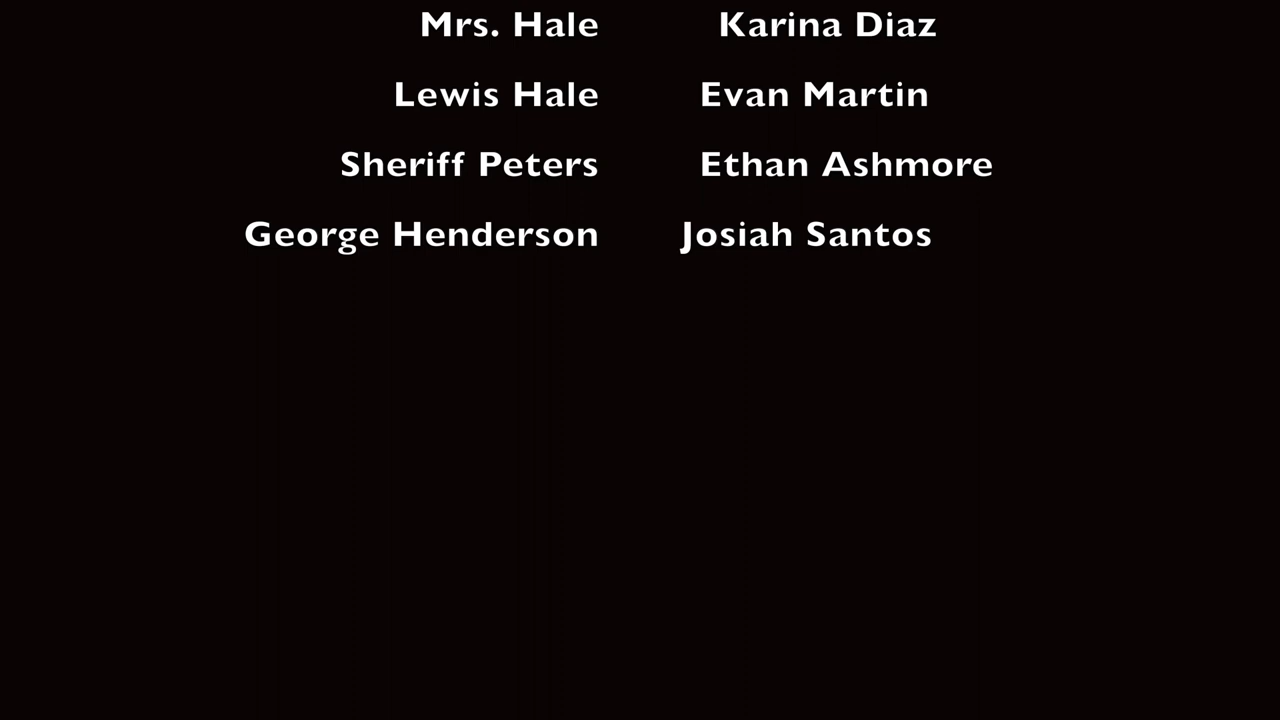 Mrs. Hale Karina Diaz
Lewis Hale Evan Martin
Sheriff Peters Ethan Ashmore
George Henderson Josiah Santos